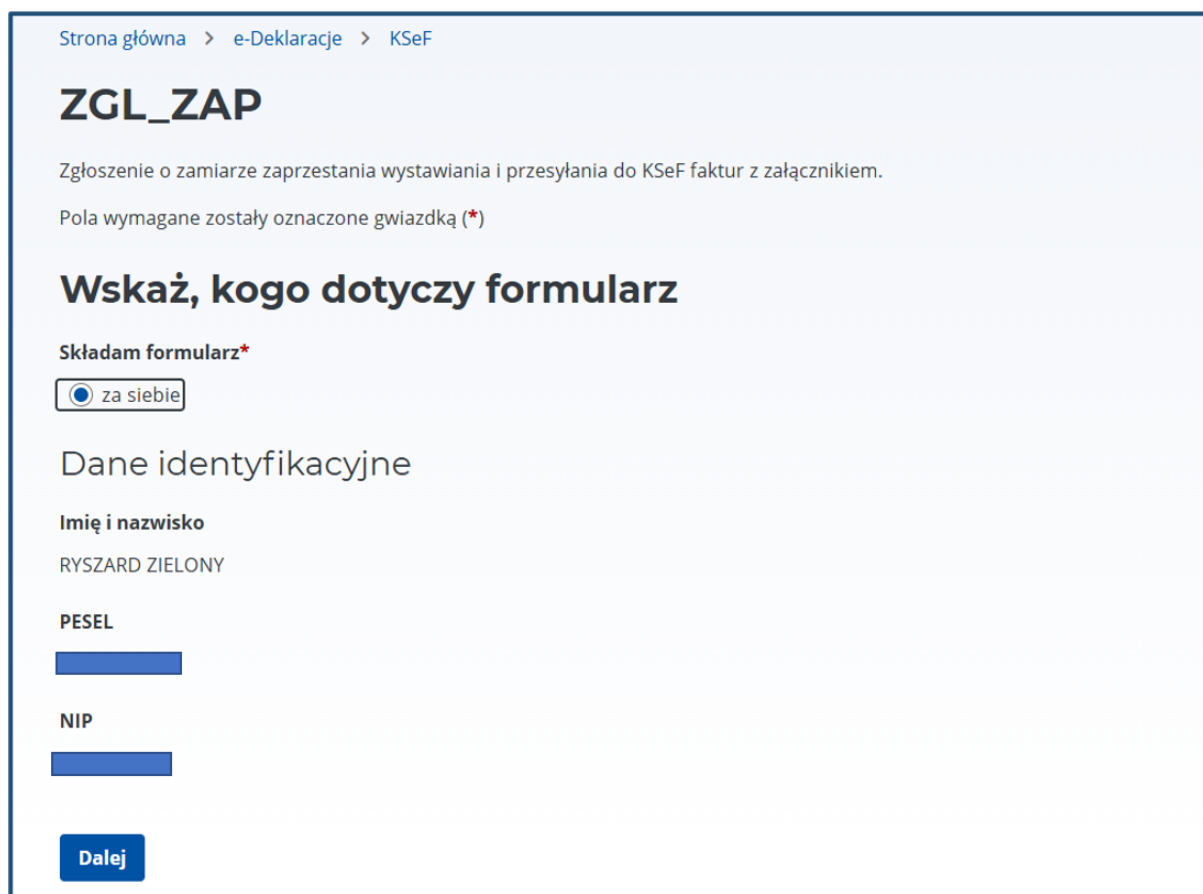 Strona główna > e-Deklaracje > KSeF
ZGL_ZAP
Zgłoszenie o zamiarze zaprzestania wystawiania i przesyłania do KSeF faktur z załącznikiem.
Pola wymagane zostały oznaczone gwiazdką (*)
Wskaż, kogo dotyczy formularz
Składam formularz*
za siebie
Dane identyfikacyjne
Imię i nazwisko
RYSZARD ZIELONY
PESEL
NIP
Dalej